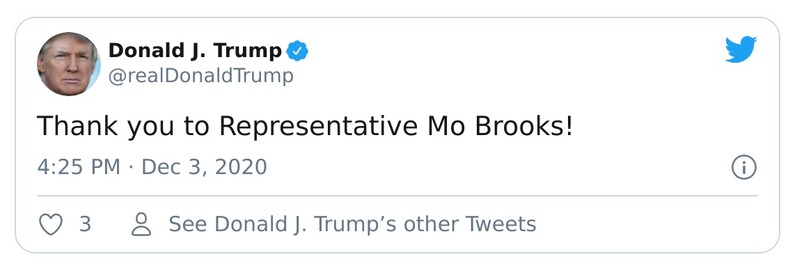 Donald J. Trump
@realDonaldTrump
Thank you to Representative Mo Brooks!
4:25 PM · Dec 3, 2020
3
See Donald J. Trump’s other Tweets